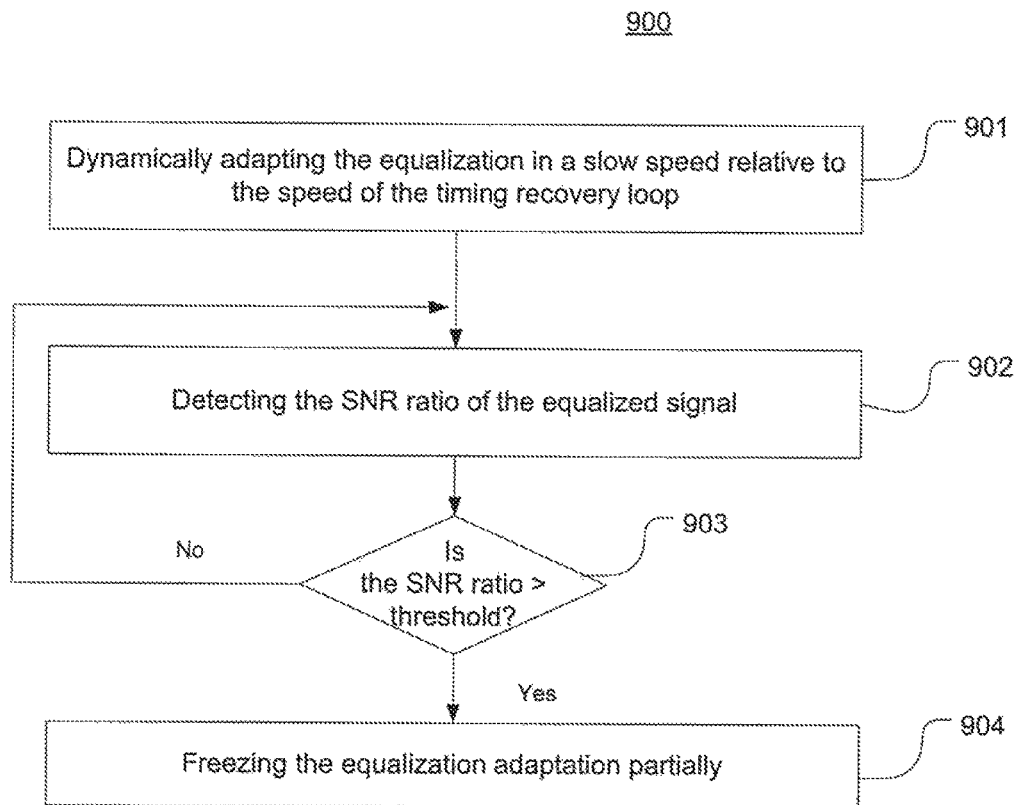 900
901
Dynamically adapting the equalization in a slow speed relative to
the speed of the timing recovery loop
902
Detecting the SNR ratio of the equalized signal
903
No
Is
the SNR ratio >
threshold?
Yes
904
Freezing the equalization adaptation partially